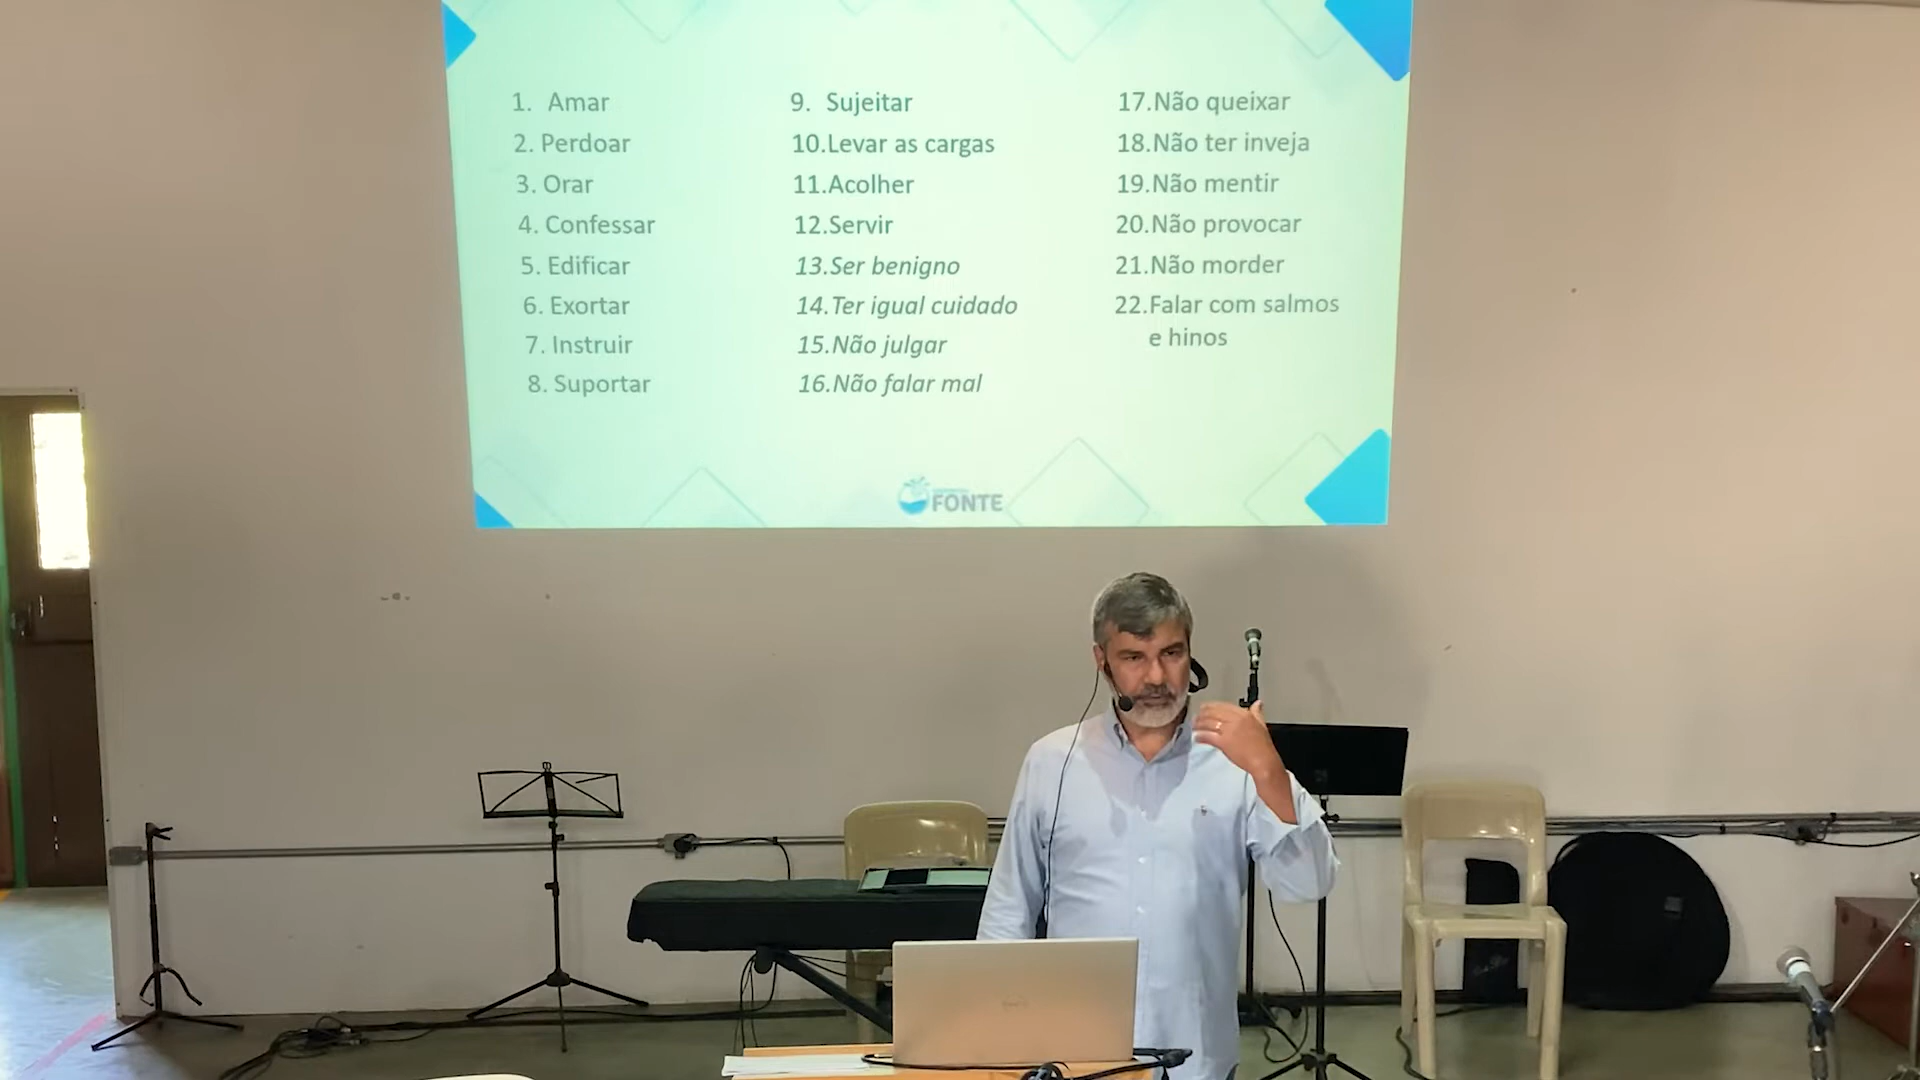 1. Amar
2. Perdoar
3. Orar
4. Confessar
5. Edificar
6. Exortar
7. Instruir
8. Suportar
9. Sujeitar
10.Levar as cargas
11.Acolher
12.Servir
13.Ser benigno
14.Ter igual cuidado
15.Não julgar
16.Não falar mal
17.Não queixar
18.Não ter inveja
19.Não mentir
20.Não provocar
21.Não morder
22.Falar com salmos
e hinos
FONTE